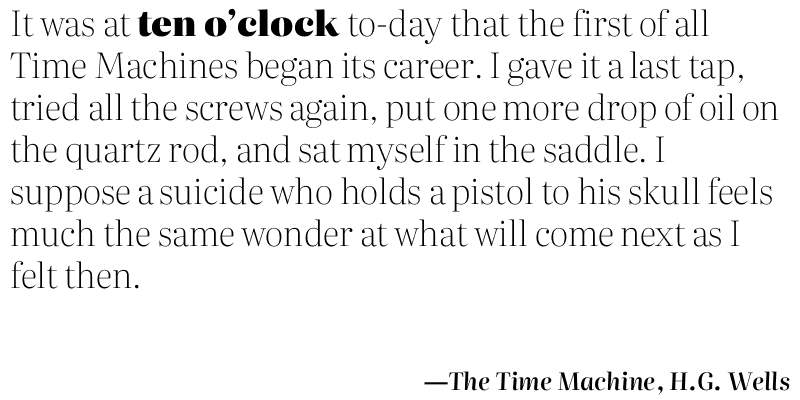 It was at ten o’clock to-day that the first of all
Time Machines began its career. I gave it a last tap,
tried all the screws again, put one more drop of oil on
the quartz rod, and sat myself in the saddle. I
suppose a suicide who holds a pistol to his skull feels
much the same wonder at what will come next as I
felt then.
—The Time Machine, H.G. Wells